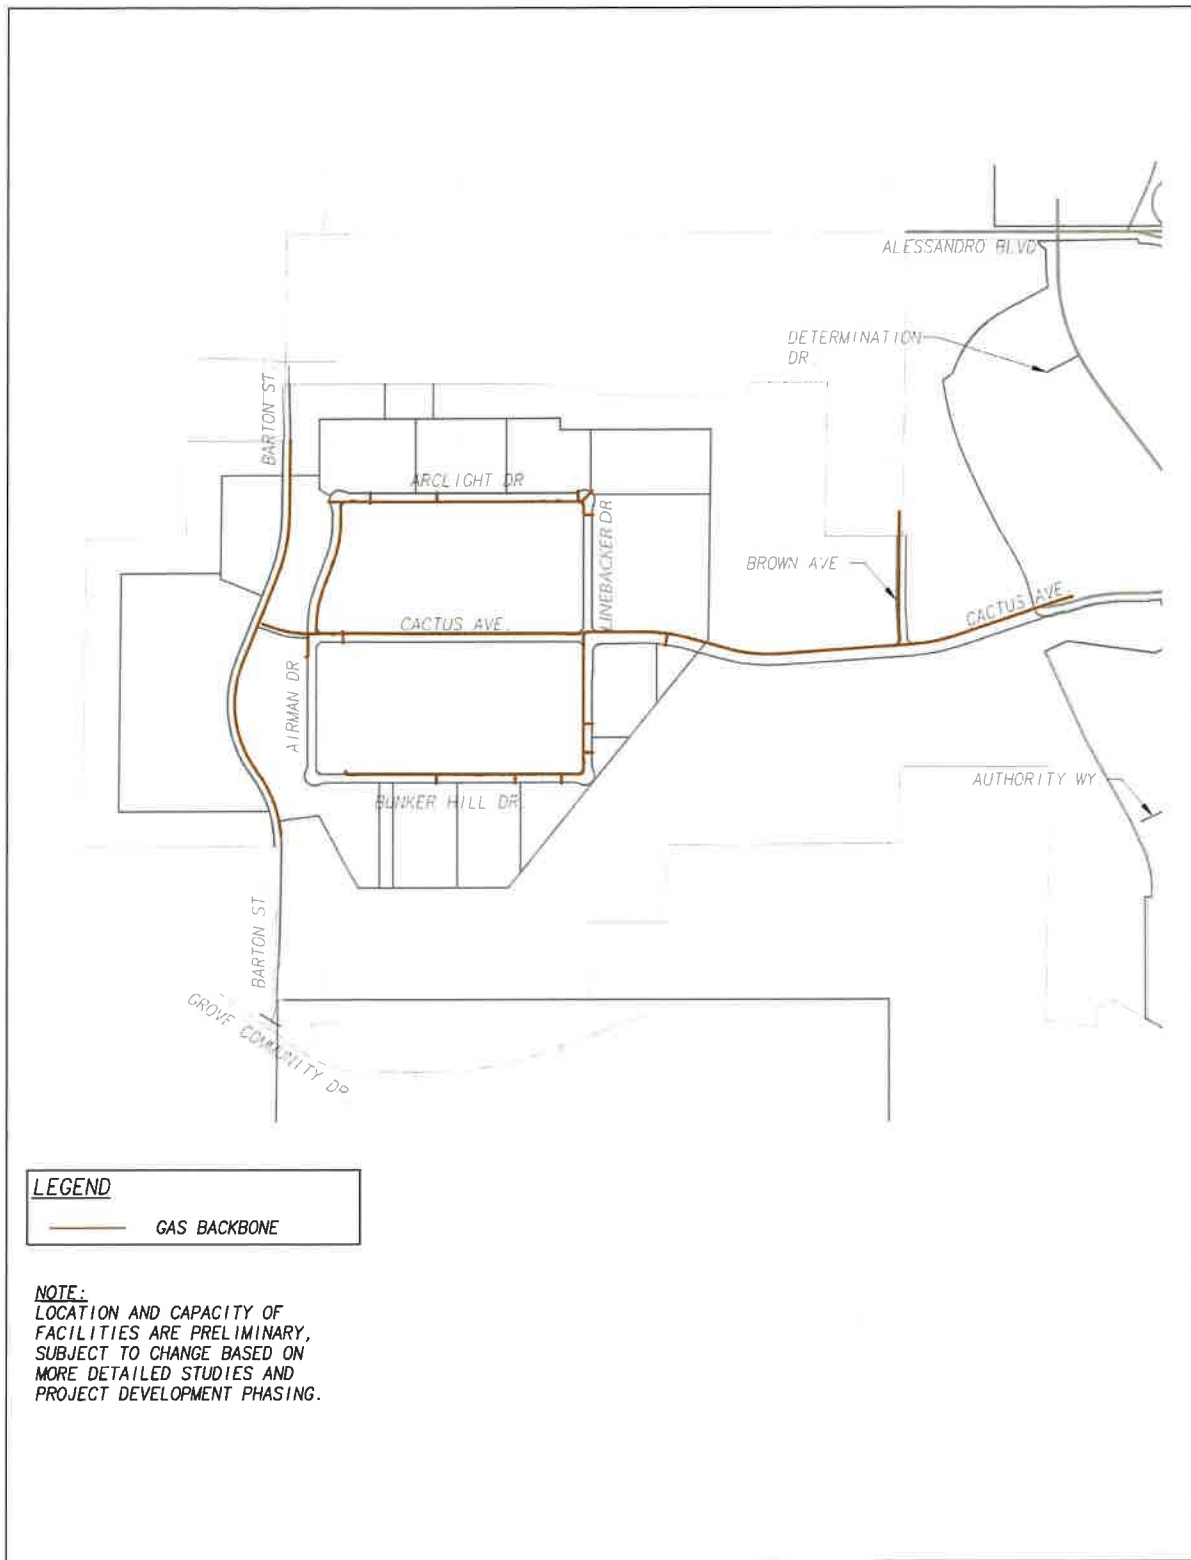 ALESSANDRO BLVD
DETERMINATION
DR
BARTON ST.
ARCLIGHT DR
LINEBACKER DR
BROWN AVE
CACTUS AVE.
CACTUS AVE.
AIRMAN DR
AUTHORITY WY
BUNKER HILL DR.
BARTON ST
GROVE COMMUNITY DR
LEGEND
GAS BACKBONE
NOTE:
LOCATION AND CAPACITY OF
FACILITIES ARE PRELIMINARY,
SUBJECT TO CHANGE BASED ON
MORE DETAILED STUDIES AND
PROJECT DEVELOPMENT PHASING.